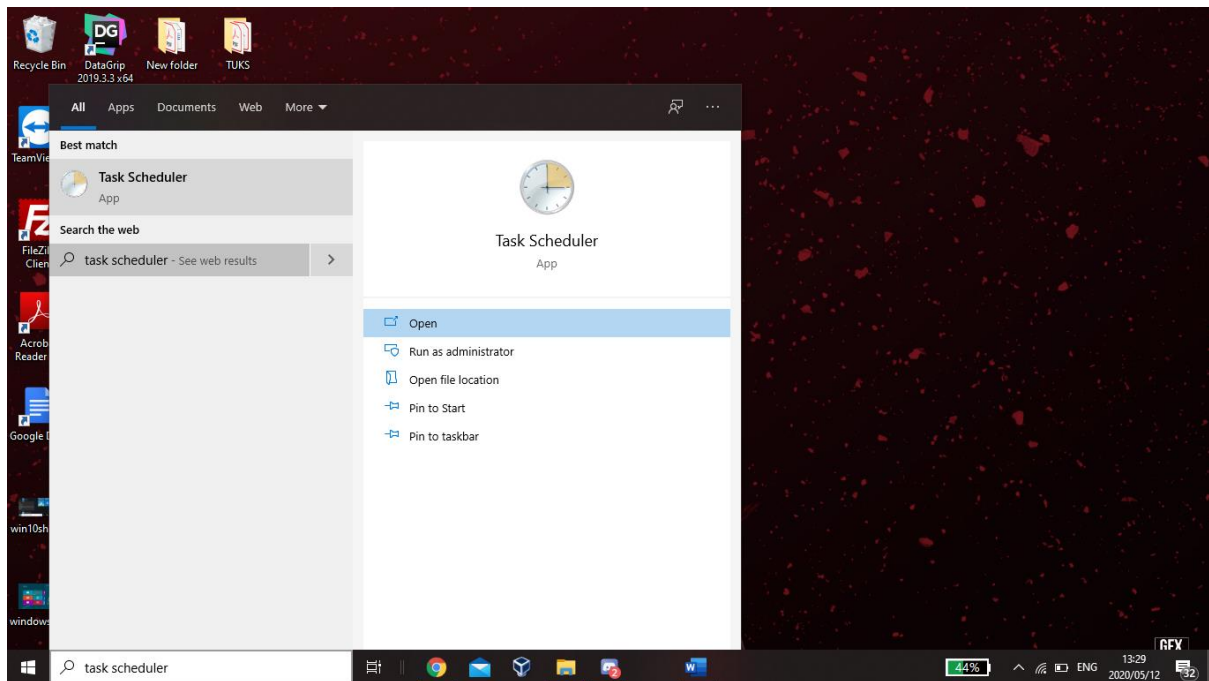 Recycle Bin
DataGrip
2019.3.3 x64
New folder
TUKS
DG
All Apps Documents Web More
Best match
Task Scheduler
App
Search the web
task scheduler - See web results
Task Scheduler
App
Open
Run as administrator
Open file location
Pin to Start
Pin to taskbar
TeamVie
FileZil
Clien
Acrob
Reader
Google D
win10sh
windows
GFX
task scheduler
W
2
44%
ENG
13:29
2020/05/12
32